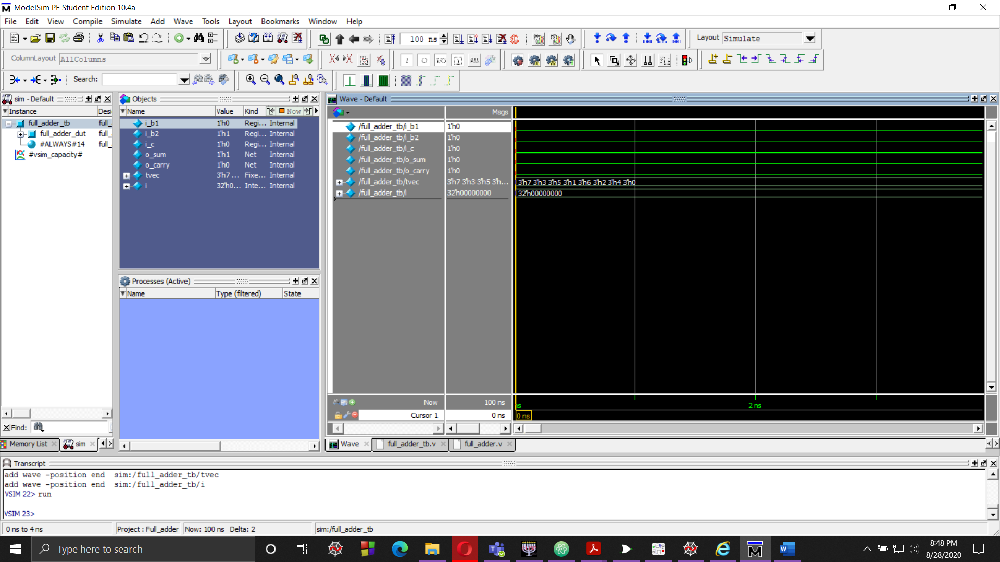 ModelSim PE Student Edition 10.4a
File Edit View Compile Simulate Add Wave Tools Layout Bookmarks Window Help
100 ns
Layout Simulate
ColumnLayout AllColumns
ALL
Search:
sim - Default
Instance Desi
full_adder_tb full_
full_adder_dut full_
#ALWAYS#14 full_
#vsim_capacity#
Find:
Memory List sim
Objects
Name Value Kind Now
i_b1 1'h0 Regi... Internal
i_b2 1'h1 Regi... Internal
i_c 1'h0 Regi... Internal
o_sum 1'h1 Net Internal
o_carry 1'h0 Net Internal
tvec 3'h7 ... Fixe... Internal
i 32'h0... Inte... Internal
Processes (Active)
Name Type (filtered) State
Wave - Default
Msgs
/full_adder_tb/i_b1 1'h0
/full_adder_tb/i_b2 1'h0
/full_adder_tb/i_c 1'h0
/full_adder_tb/o_sum 1'h0
/full_adder_tb/o_carry 1'h0
/full_adder_tb/tvec 3'h7 3'h3 3'h5 3'h... 3'h7 3'h3 3'h5 3'h1 3'h6 3'h2 3'h4 3'h0
/full_adder_tb/i 32'h00000000 32'h00000000
Now 100 ns ns 2 ns
Cursor 1 0 ns 0 ns
Wave full_adder_tb.v full_adder.v
Transcript
add wave -position end sim:/full_adder_tb/tvec
add wave -position end sim:/full_adder_tb/i
VSIM 22> run
VSIM 23>
0 ns to 4 ns Project : Full_adder Now: 100 ns Delta: 2 sim:/full_adder_tb
Type here to search
8:48 PM
8/28/2020